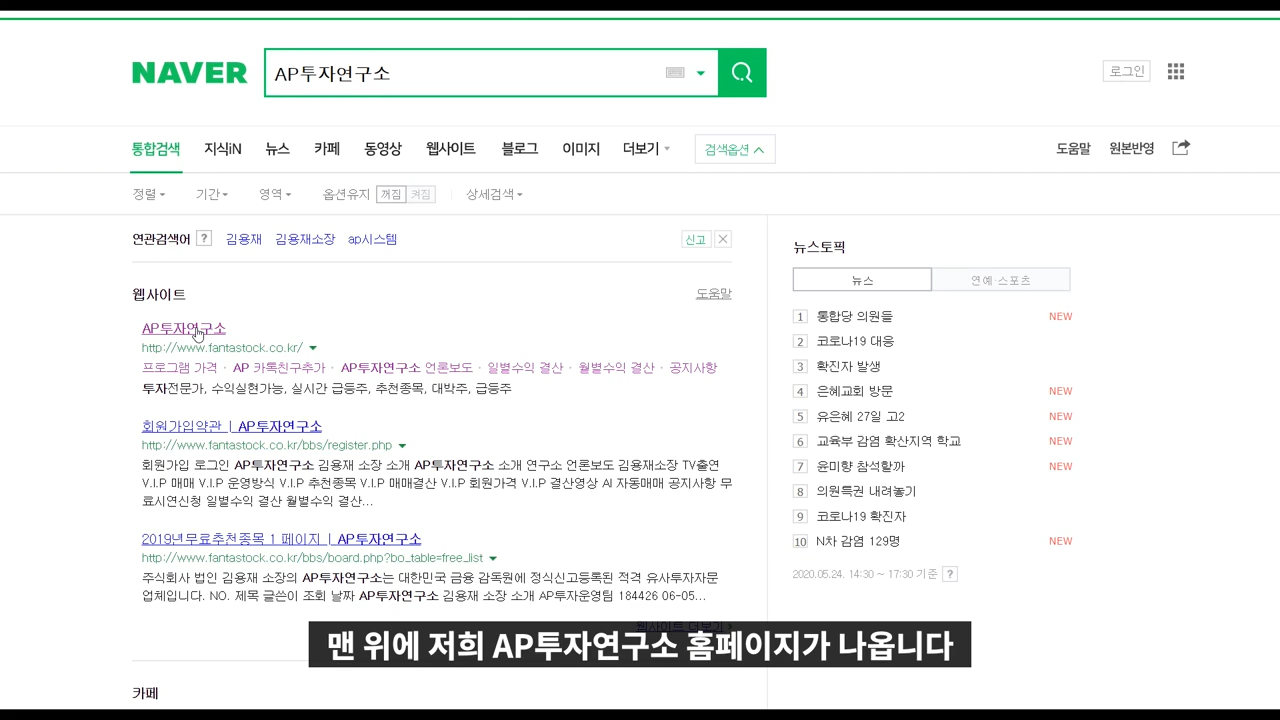 NAVER
AP투자연구소
로그인
통합검색 지식iN 뉴스 카페 동영상 웹사이트 블로그 이미지 더보기 검색옵션 도움말 원본반영
정렬 기간 영역 옵션유지 꺼짐 켜짐 상세검색
연관검색어 ? 김용재 김용재소장 ap시스템 신고
웹사이트 도움말
AP투자연구소
http://www.fantastock.co.kr/
프로그램 가격 · AP 카톡친구추가 · AP투자연구소 언론보도 · 일별수익 결산 · 월별수익 결산 · 공지사항
투자전문가, 수익실현가능, 실시간 급등주, 추천종목, 대박주, 급등주
회원가입약관 | AP투자연구소
http://www.fantastock.co.kr/bbs/register.php
회원가입 로그인 AP투자연구소 김용재 소장 소개 AP투자연구소 소개 연구소 언론보도 김용재소장 TV출연
V.I.P 매매 V.I.P 운영방식 V.I.P 추천종목 V.I.P 매매결산 V.I.P 회원가격 V.I.P 결산영상 AI 자동매매 공지사항 무
료시연신청 일별수익 결산 월별수익 결산...
2019년무료추천종목 1 페이지 | AP투자연구소
http://www.fantastock.co.kr/bbs/board.php?bo_table=free_list
주식회사 법인 김용재 소장의 AP투자연구소는 대한민국 금융 감독원에 정식신고등록된 적격 유사투자자문
업체입니다. NO. 제목 글쓴이 조회 날짜 AP투자연구소 김용재 소장 소개 AP투자운영팀 184426 06-05...
웹사이트 더보기
맨 위에 저희 AP투자연구소 홈페이지가 나옵니다
카페
뉴스토픽
뉴스 연예·스포츠
1 통합당 의원들 NEW
2 코로나19 대응
3 확진자 발생
4 은혜교회 방문 NEW
5 유은혜 27일 고2 NEW
6 교육부 감염 확산지역 학교 NEW
7 윤미향 참석할까 NEW
8 의원특권 내려놓기
9 코로나19 확진자
10 N차 감염 129명 NEW
2020.05.24. 14:30 ~ 17:30 기준 ?